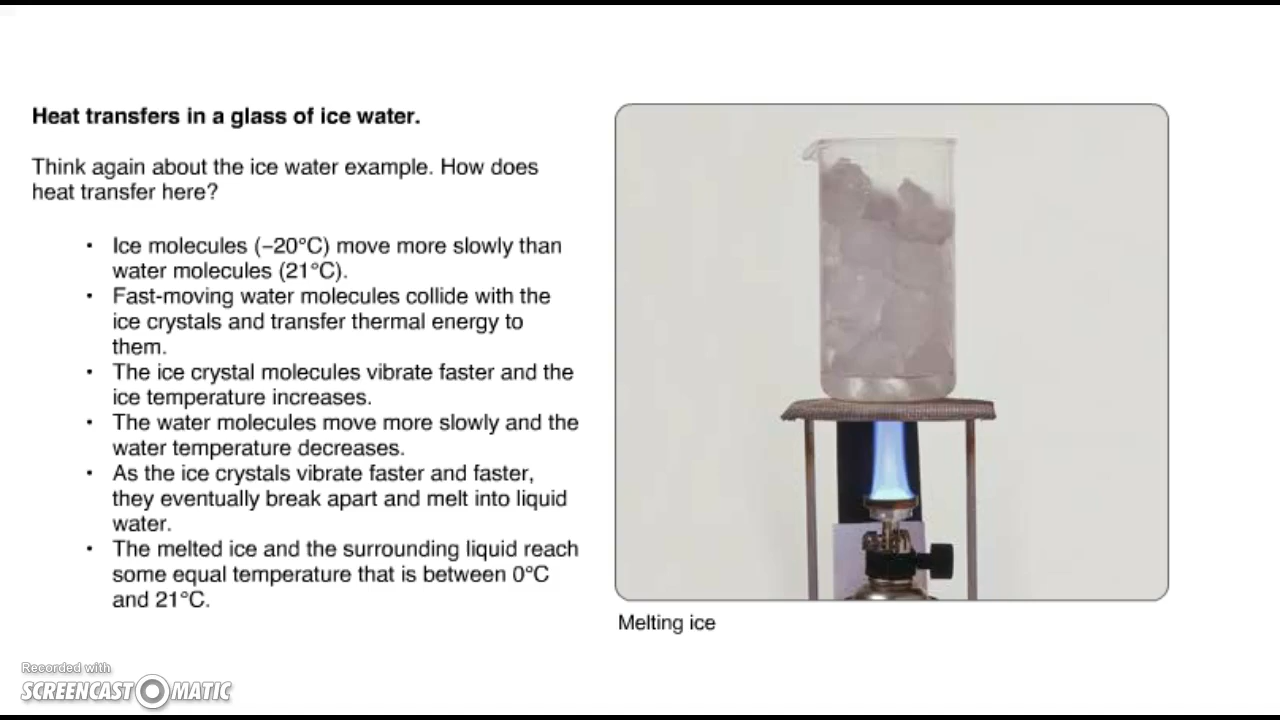 Heat transfers in a glass of ice water.
Think again about the ice water example. How does
heat transfer here?
• Ice molecules (–20°C) move more slowly than
water molecules (21°C).
• Fast-moving water molecules collide with the
ice crystals and transfer thermal energy to
them.
• The ice crystal molecules vibrate faster and the
ice temperature increases.
• The water molecules move more slowly and the
water temperature decreases.
• As the ice crystals vibrate faster and faster,
they eventually break apart and melt into liquid
water.
• The melted ice and the surrounding liquid reach
some equal temperature that is between 0°C
and 21°C.
Melting ice
Recorded with
SCREENCAST-O-MATIC